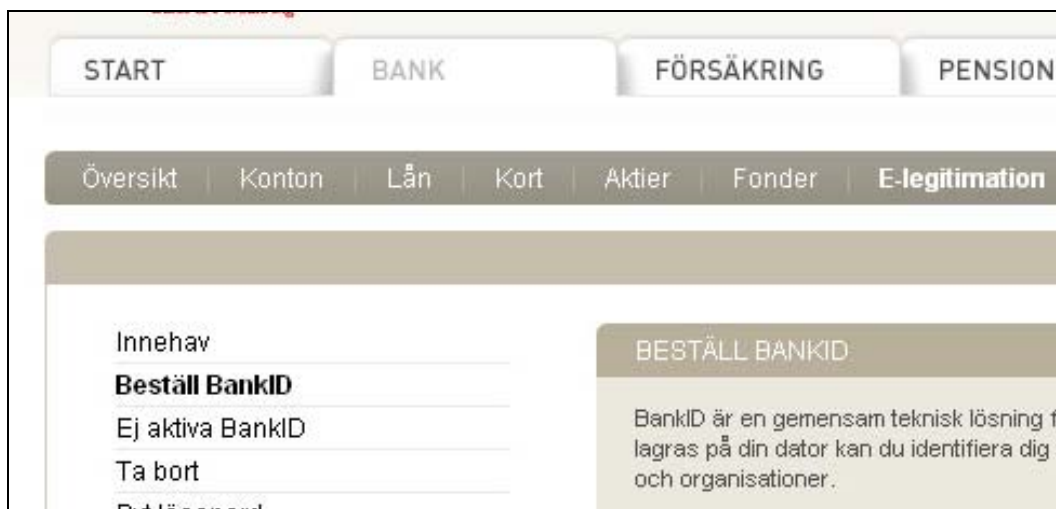 START BANK FÖRSÄKRING PENSION
Översikt Konton Lån Kort Aktier Fonder E-legitimation
Innehav
Beställ BankID
Ej aktiva BankID
Ta bort
BESTÄLL BANKID
BankID är en gemensam teknisk lösning f
lagras på din dator kan du identifiera dig
och organisationer.